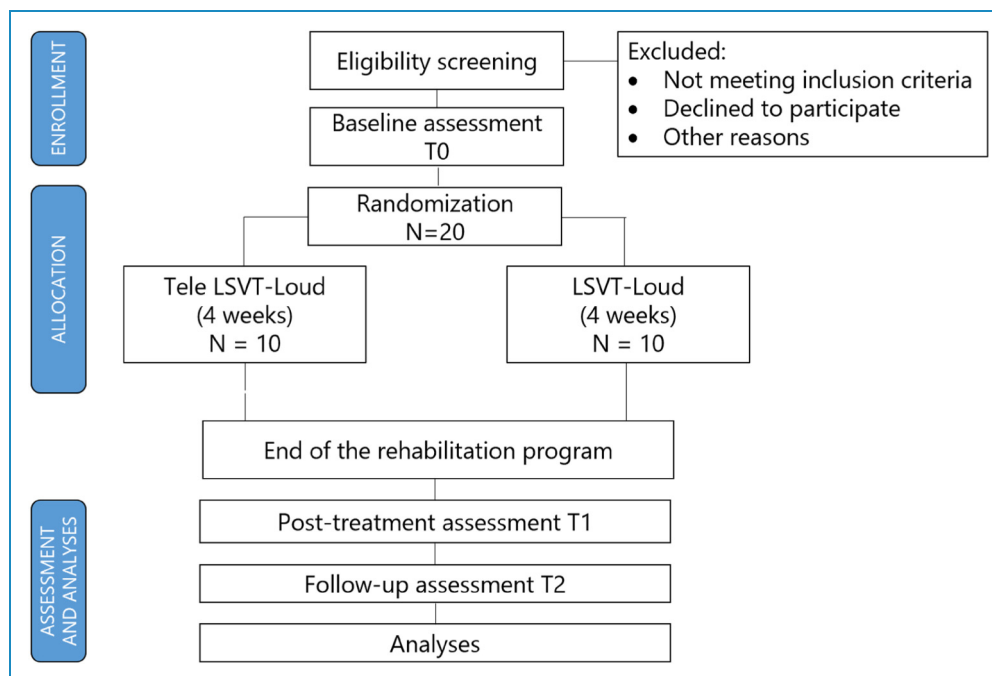 ENROLLMENT
Eligibility screening
Excluded:
• Not meeting inclusion criteria
• Declined to participate
• Other reasons
Baseline assessment
T0
ALLOCATION
Randomization
N=20
Tele LSVT-Loud
(4 weeks)
N = 10
LSVT-Loud
(4 weeks)
N = 10
End of the rehabilitation program
ASSESSMENT
AND ANALYSES
Post-treatment assessment T1
Follow-up assessment T2
Analyses